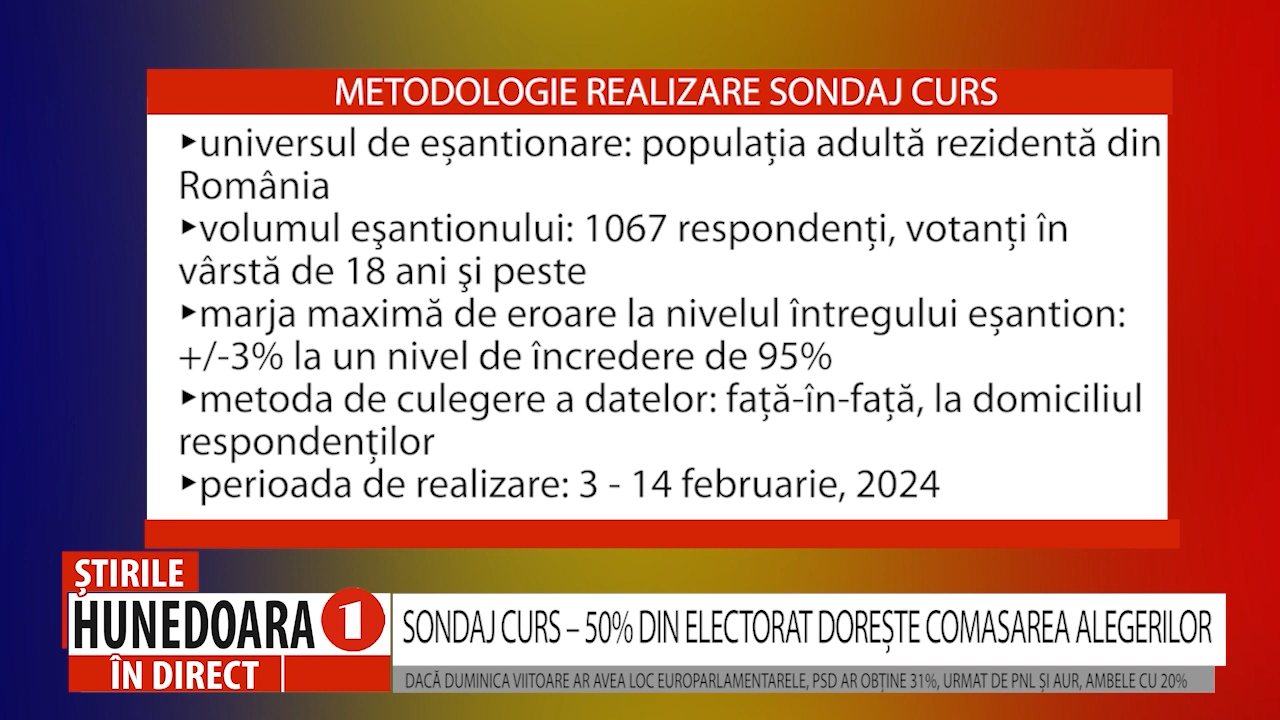 METODOLOGIE REALIZARE SONDAJ CURS
▸universul de eșantionare: populația adultă rezidentă din
România
▸volumul eşantionului: 1067 respondenți, votanți în
vârstă de 18 ani şi peste
▸marja maximă de eroare la nivelul întregului eșantion:
+/-3% la un nivel de încredere de 95%
▸metoda de culegere a datelor: față-în-față, la domiciliul
respondenților
▸perioada de realizare: 3 - 14 februarie, 2024
ȘTIRILE
HUNEDOARA 1
ÎN DIRECT
SONDAJ CURS – 50% DIN ELECTORAT DOREȘTE COMASAREA ALEGERILOR
DACĂ DUMINICA VIITOARE AR AVEA LOC EUROPARLAMENTARELE, PSD AR OBȚINE 31%, URMAT DE PNL ȘI AUR, AMBELE CU 20%